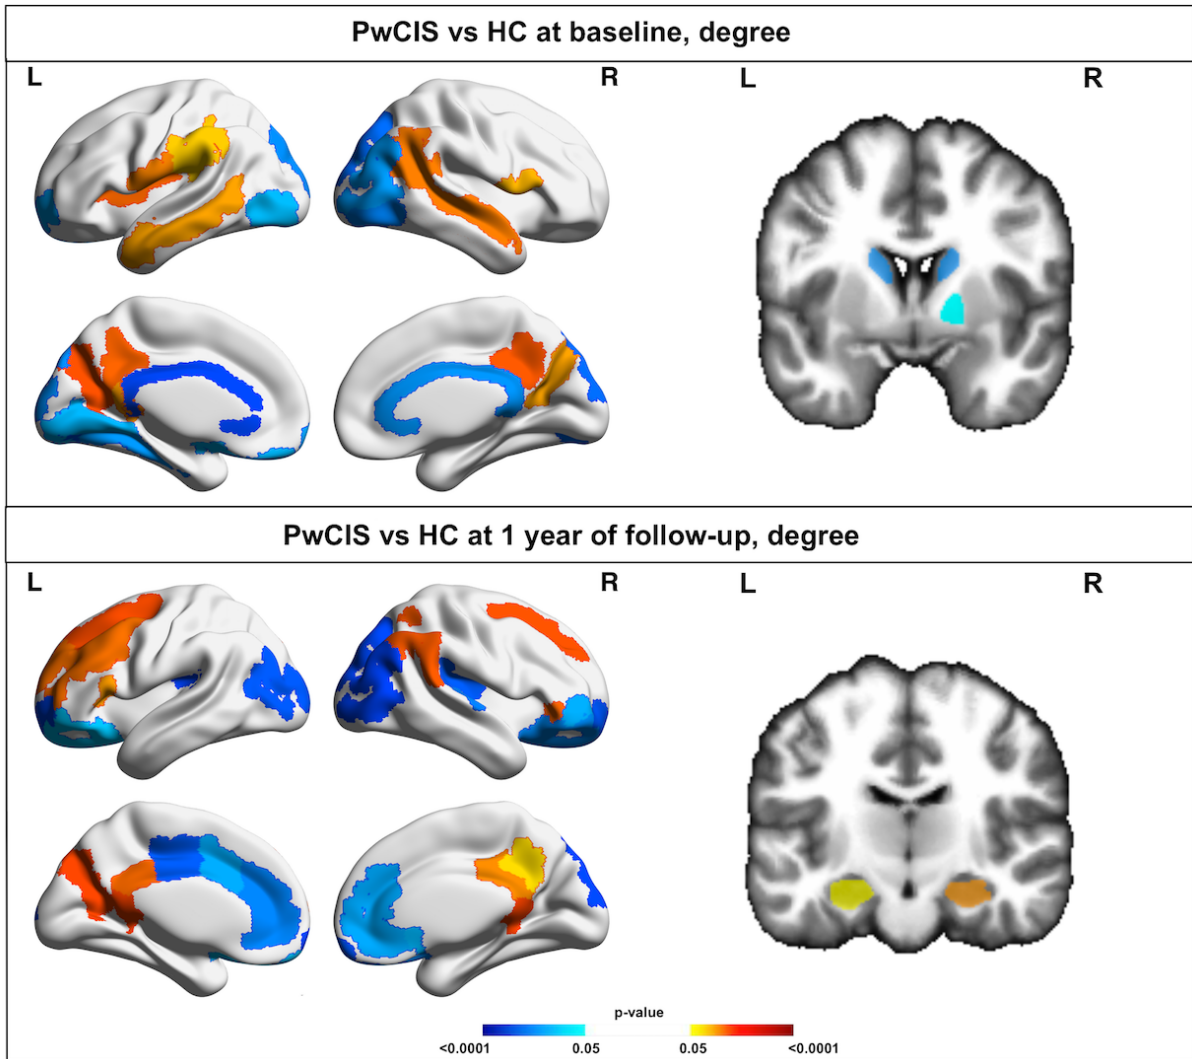 PwCIS vs HC at baseline, degree
L R L R
PwCIS vs HC at 1 year of follow-up, degree
L R L R
p-value
<0.0001 0.05 0.05 <0.0001